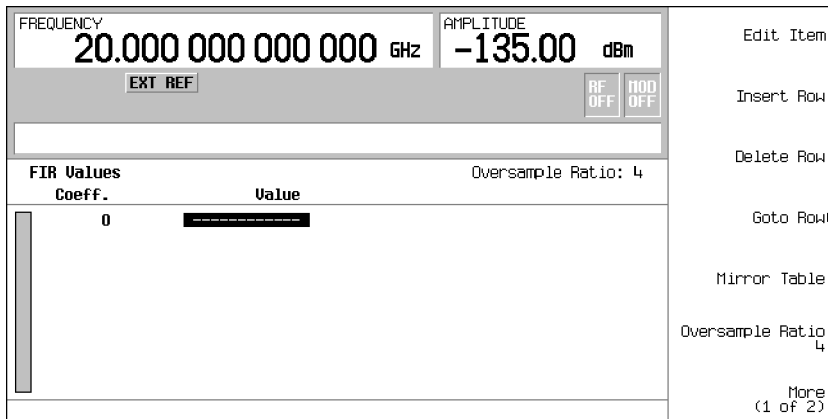 FREQUENCY
20.000 000 000 000 GHz
AMPLITUDE
-135.00 dBm
EXT REF
RF OFF
MOD OFF
FIR Values
Oversample Ratio: 4
Coeff. Value
0 ------------
Edit Item
Insert Row
Delete Row
Goto Row
Mirror Table
Oversample Ratio
4
More
(1 of 2)